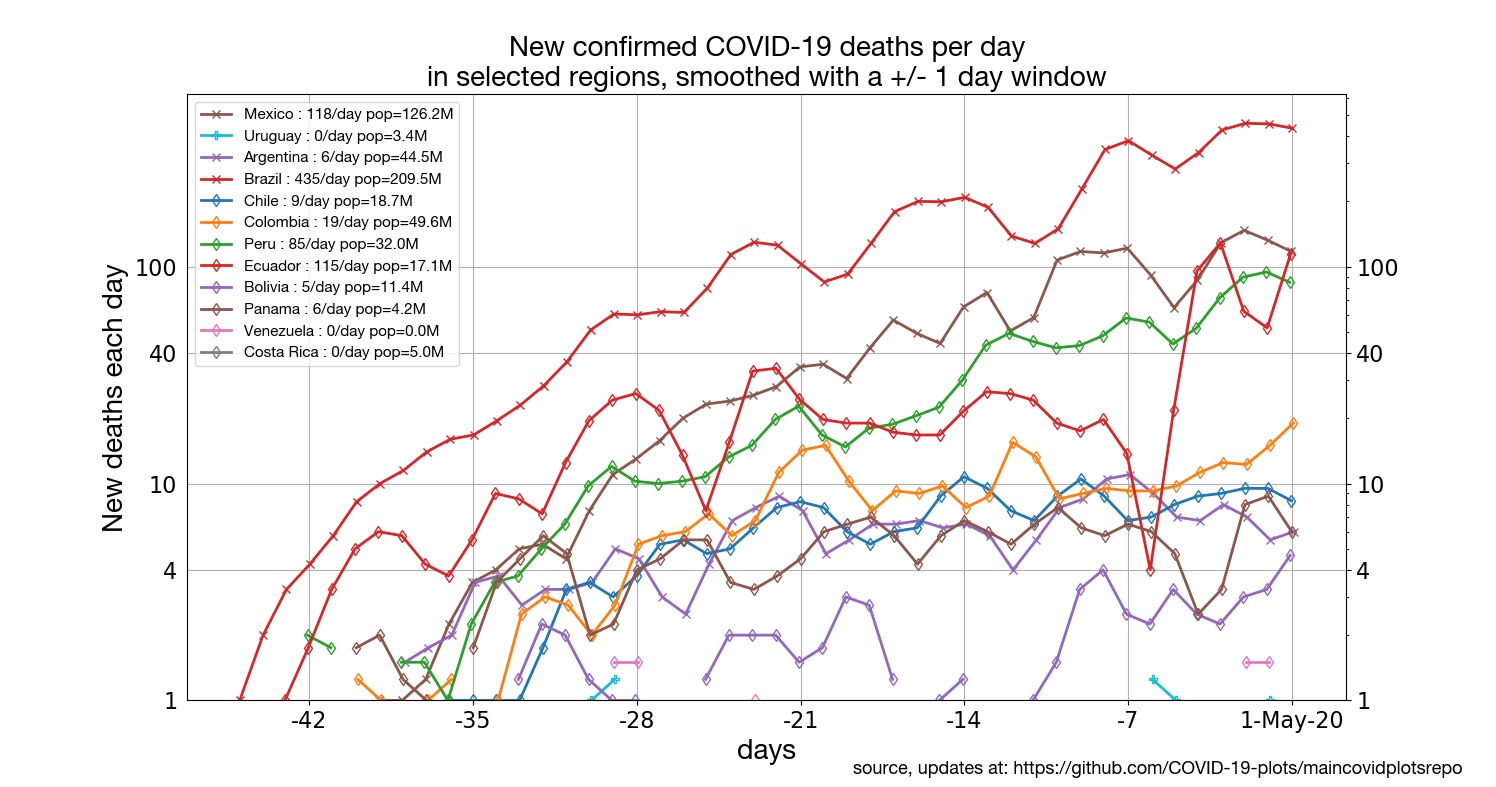 New confirmed COVID-19 deaths per day
in selected regions, smoothed with a +/- 1 day window
Mexico : 118/day pop=126.2M
Uruguay : 0/day pop=3.4M
Argentina : 6/day pop=44.5M
Brazil : 435/day pop=209.5M
Chile : 9/day pop=18.7M
Colombia : 19/day pop=49.6M
Peru : 85/day pop=32.0M
Ecuador : 115/day pop=17.1M
Bolivia : 5/day pop=11.4M
Panama : 6/day pop=4.2M
Venezuela : 0/day pop=0.0M
Costa Rica : 0/day pop=5.0M
New deaths each day
100
40
10
4
1
100
40
10
4
1
-42 -35 -28 -21 -14 -7 1-May-20
days
source, updates at: https://github.com/COVID-19-plots/maincovidplotsrepo